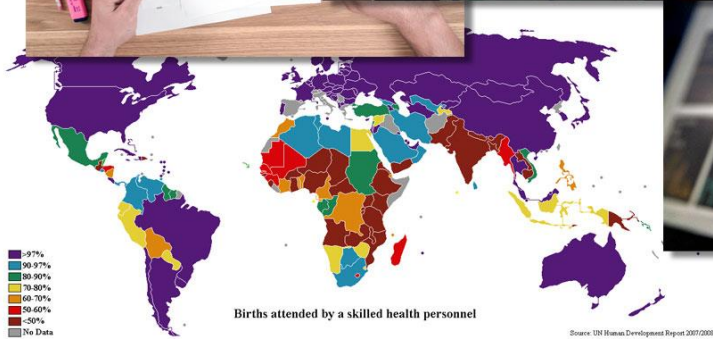 >97%
90-97%
80-90%
70-80%
60-70%
50-60%
<50%
No Data
Births attended by a skilled health personnel
Source: UN Human Development Report 2007/2008